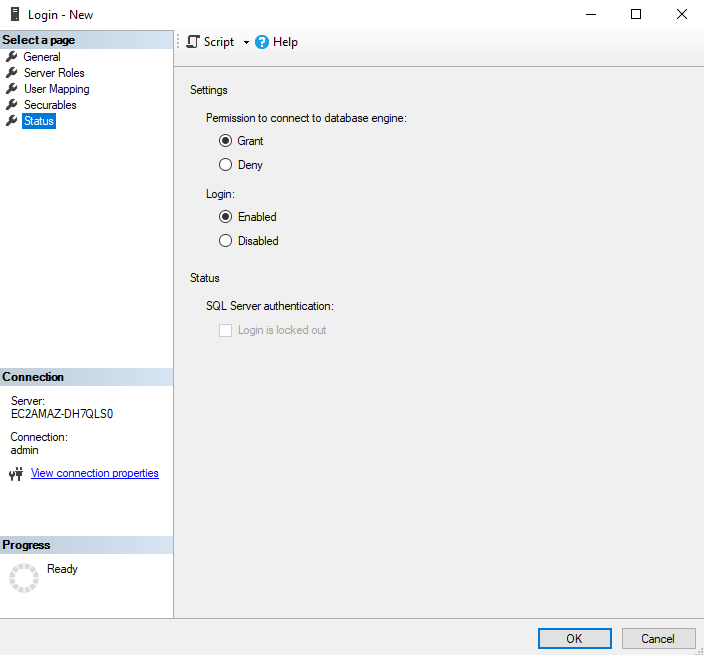 Login - New
Select a page
General
Server Roles
User Mapping
Securables
Status
Script
Help
Settings
Permission to connect to database engine:
Grant
Deny
Login:
Enabled
Disabled
Status
SQL Server authentication:
Login is locked out
Connection
Server:
EC2AMAZ-DH7QLS0
Connection:
admin
View connection properties
Progress
Ready
OK
Cancel